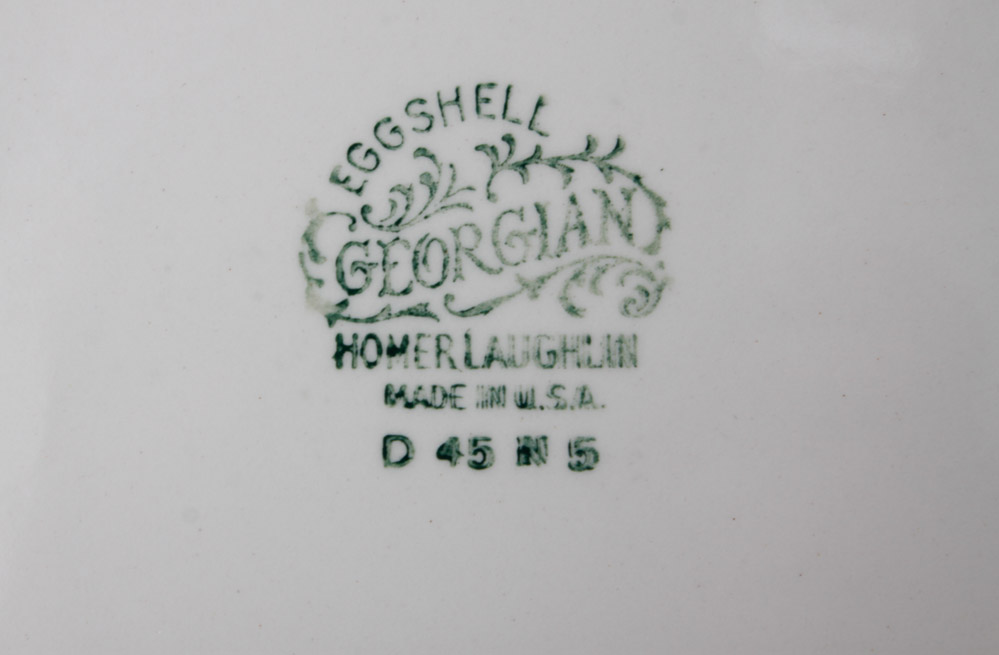 EGGSHELL
GEORGIAN
HOMER LAUGHLIN
MADE IN U.S.A.
D 45 N 5